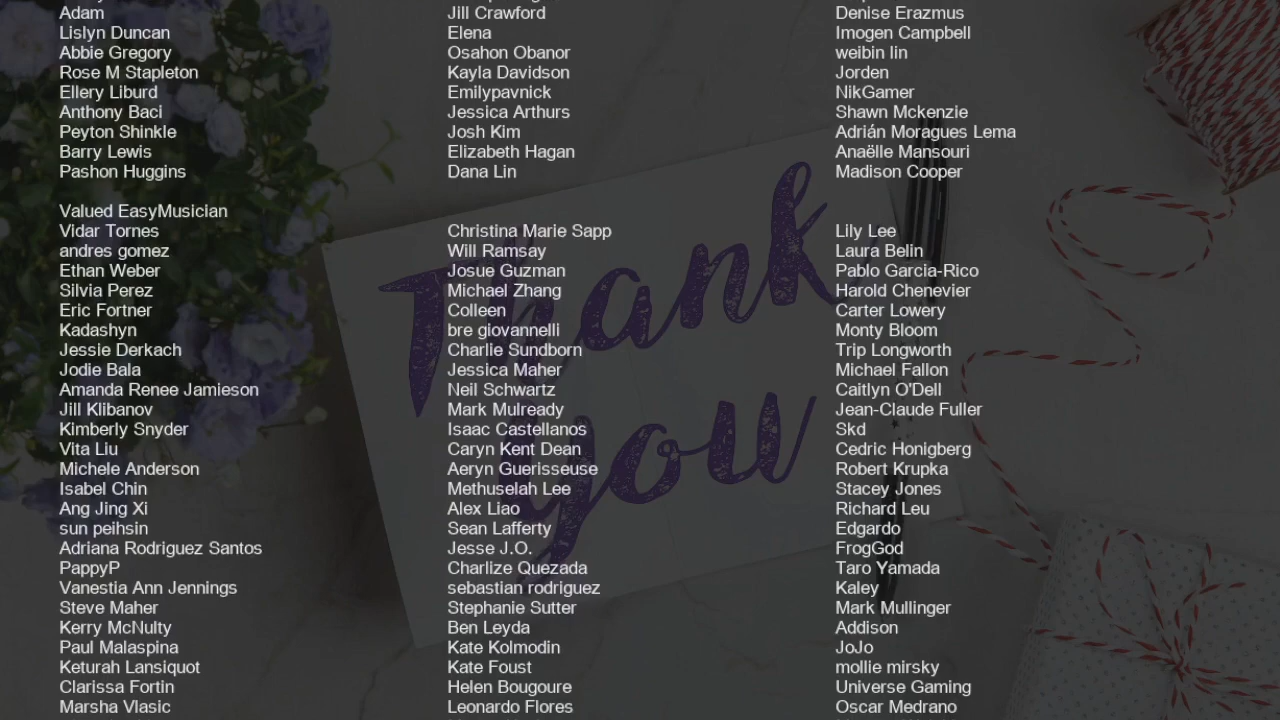 Adam
Lislyn Duncan
Abbie Gregory
Rose M Stapleton
Ellery Liburd
Anthony Baci
Peyton Shinkle
Barry Lewis
Pashon Huggins
Jill Crawford
Elena
Osahon Obanor
Kayla Davidson
Emilypavnick
Jessica Arthurs
Josh Kim
Elizabeth Hagan
Dana Lin
Denise Erazmus
Imogen Campbell
weibin lin
Jorden
NikGamer
Shawn Mckenzie
Adrián Moragues Lema
Anaëlle Mansouri
Madison Cooper
Valued EasyMusician
Vidar Tornes
andres gomez
Ethan Weber
Silvia Perez
Eric Fortner
Kadashyn
Jessie Derkach
Jodie Bala
Amanda Renee Jamieson
Jill Klibanov
Kimberly Snyder
Vita Liu
Michele Anderson
Isabel Chin
Ang Jing Xi
sun peihsin
Adriana Rodriguez Santos
PappyP
Vanestia Ann Jennings
Steve Maher
Kerry McNulty
Paul Malaspina
Keturah Lansiquot
Clarissa Fortin
Marsha Vlasic
Christina Marie Sapp
Will Ramsay
Josue Guzman
Michael Zhang
Colleen
bre giovannelli
Charlie Sundborn
Jessica Maher
Neil Schwartz
Mark Mulready
Isaac Castellanos
Caryn Kent Dean
Aeryn Guerisseuse
Methuselah Lee
Alex Liao
Sean Lafferty
Jesse J.O.
Charlize Quezada
sebastian rodriguez
Stephanie Sutter
Ben Leyda
Kate Kolmodin
Kate Foust
Helen Bougoure
Leonardo Flores
Lily Lee
Laura Belin
Pablo Garcia-Rico
Harold Chenevier
Carter Lowery
Monty Bloom
Trip Longworth
Michael Fallon
Caitlyn O'Dell
Jean-Claude Fuller
Skd
Cedric Honigberg
Robert Krupka
Stacey Jones
Richard Leu
Edgardo
FrogGod
Taro Yamada
Kaley
Mark Mullinger
Addison
JoJo
mollie mirsky
Universe Gaming
Oscar Medrano
Thank
you